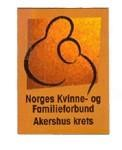 Norges Kvinne- og
Familieforbund
Akershus krets